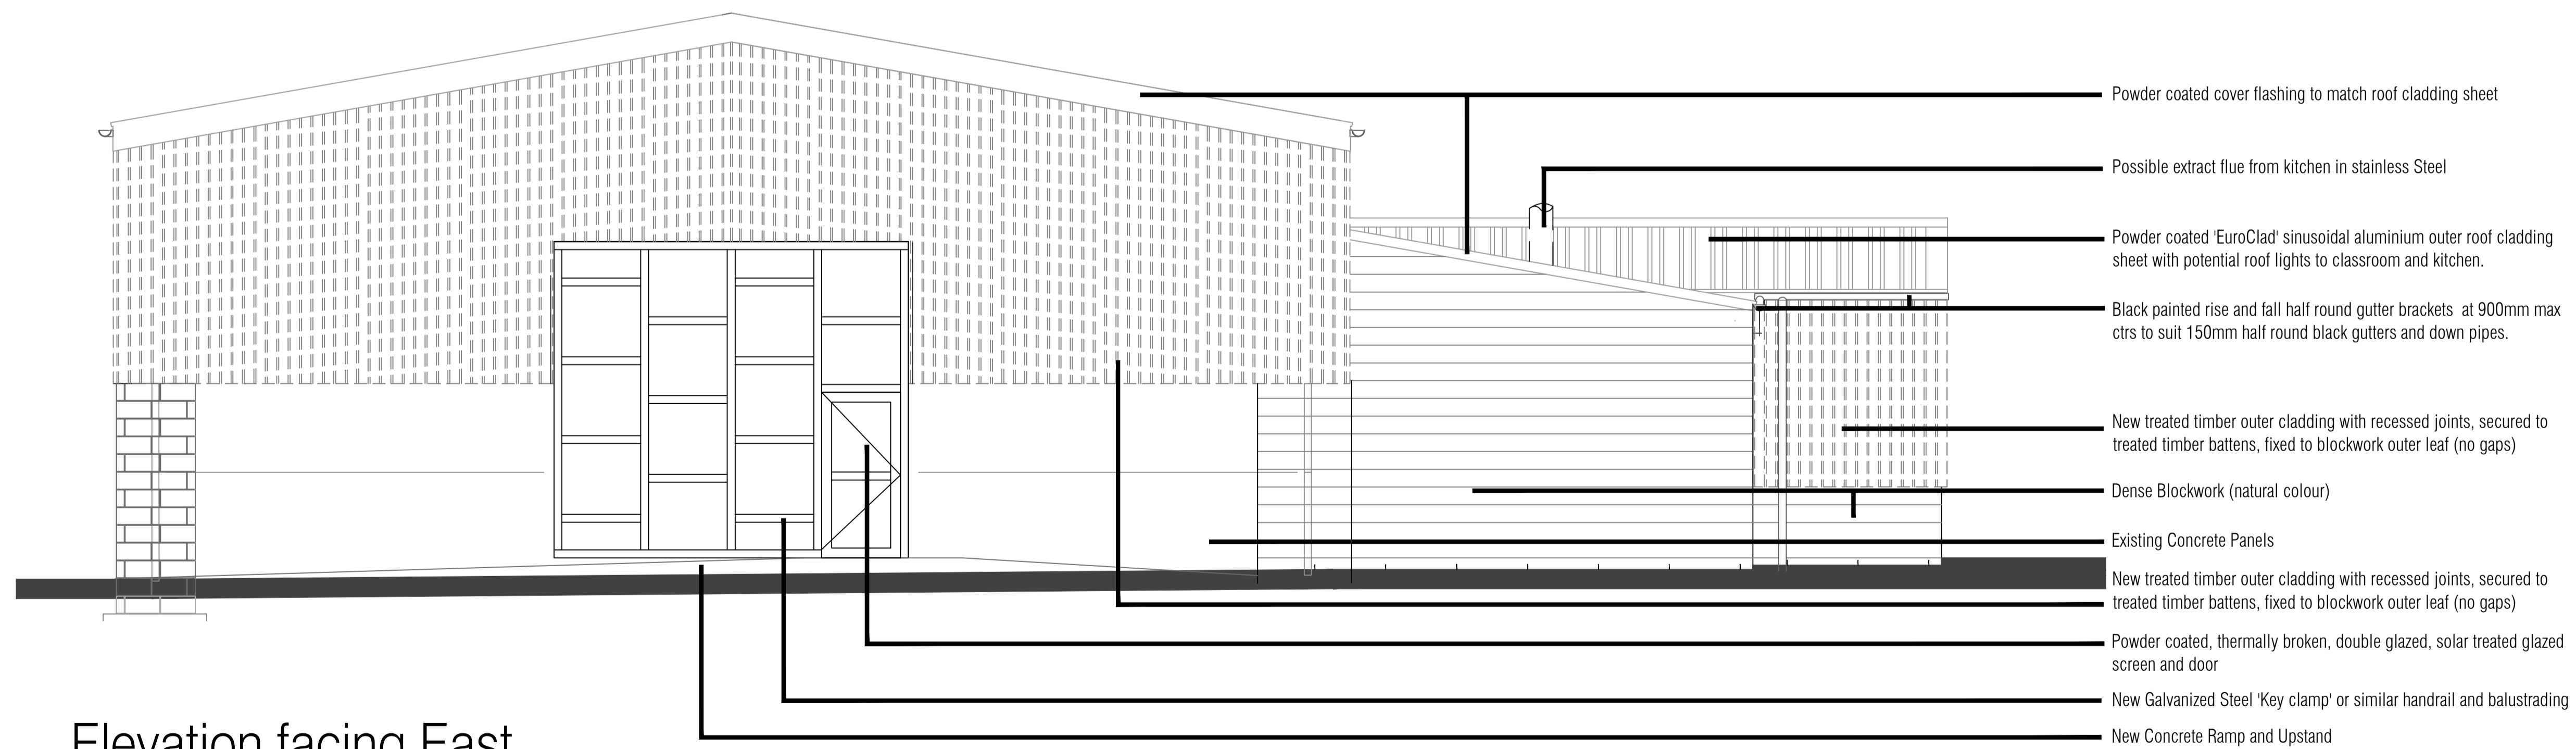 Powder coated cover flashing to match roof cladding sheet
Possible extract flue from kitchen in stainless Steel
Powder coated 'EuroClad' sinusoidal aluminium outer roof cladding
sheet with potential roof lights to classroom and kitchen.
Black painted rise and fall half round gutter brackets at 900mm max
ctrs to suit 150mm half round black gutters and down pipes.
New treated timber outer cladding with recessed joints, secured to
treated timber battens, fixed to blockwork outer leaf (no gaps)
Dense Blockwork (natural colour)
Existing Concrete Panels
New treated timber outer cladding with recessed joints, secured to
treated timber battens, fixed to blockwork outer leaf (no gaps)
Powder coated, thermally broken, double glazed, solar treated glazed
screen and door
New Galvanized Steel 'Key clamp' or similar handrail and balustrading
New Concrete Ramp and Upstand
Elevation facing East